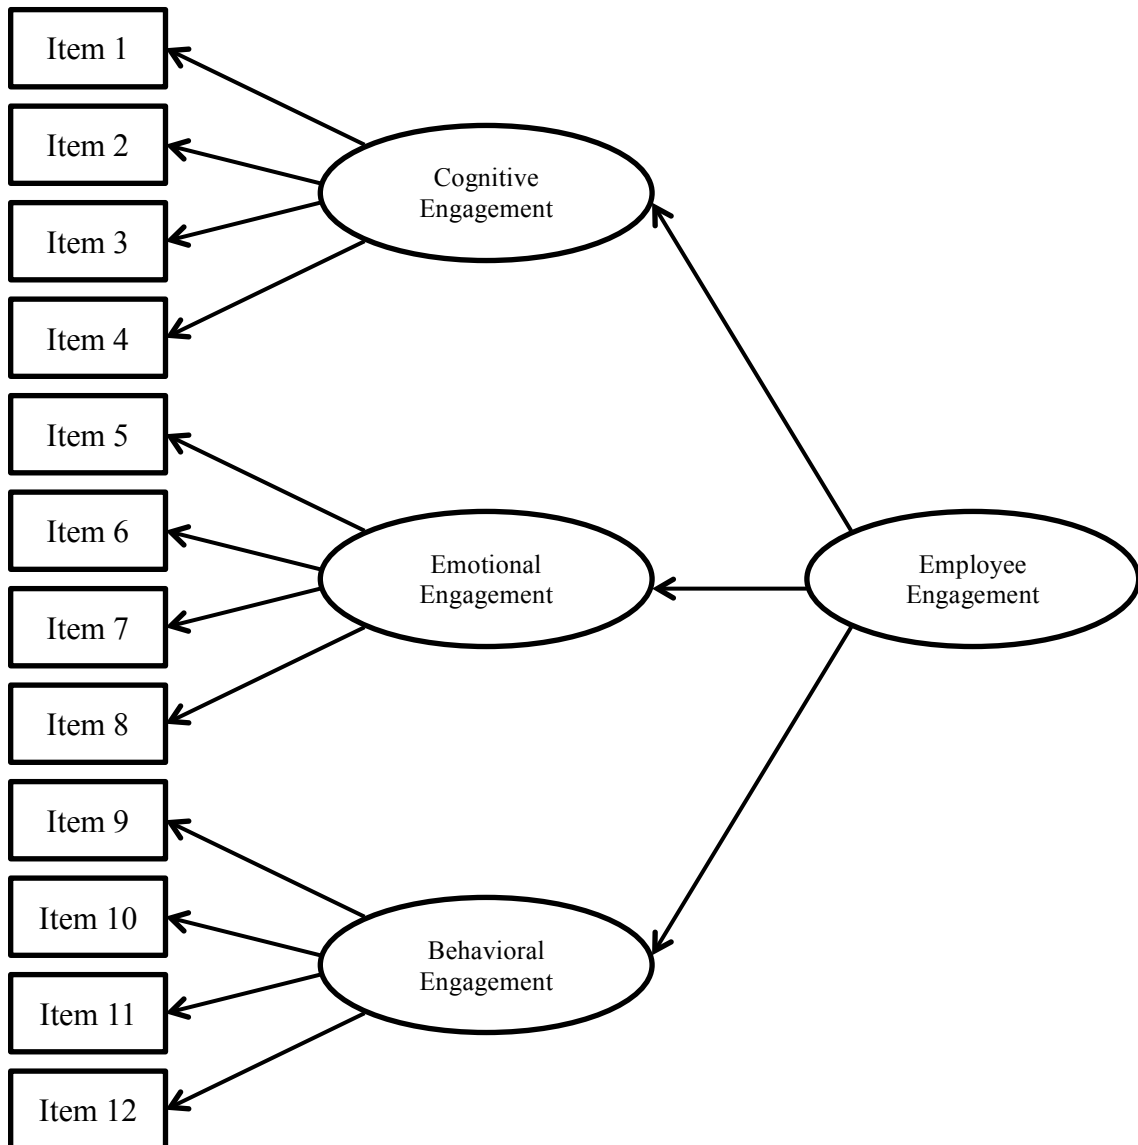 Item 1
Item 2
Item 3
Item 4
Item 5
Item 6
Item 7
Item 8
Item 9
Item 10
Item 11
Item 12
Cognitive
Engagement
Emotional
Engagement
Behavioral
Engagement
Employee
Engagement